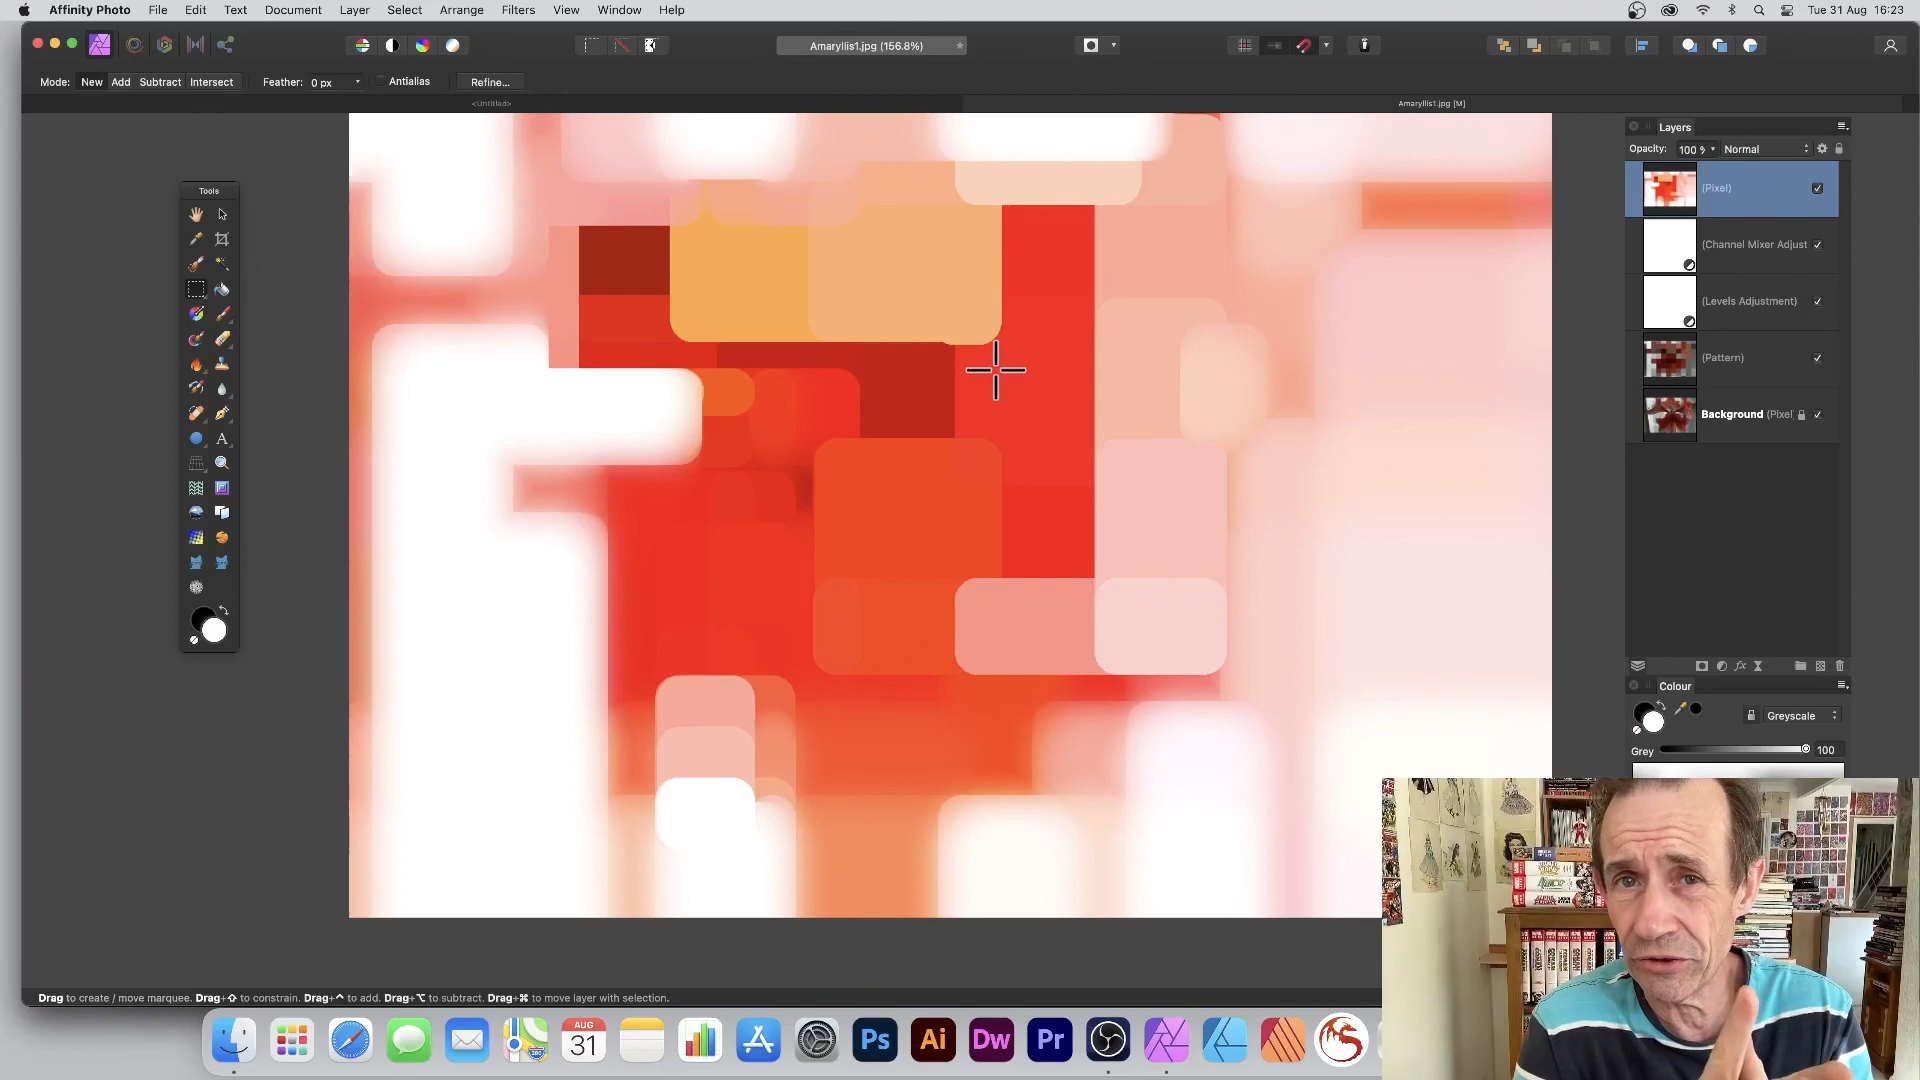 Affinity Photo File Edit Text Document Layer Select Arrange Filters View Window Help
Tue 31 Aug 16:23
Amaryllis1.jpg (156.8%)
Mode: New Add Subtract Intersect Feather: 0 px Antialias Refine...
<Untitled>
Amaryllis1.jpg [M]
Tools
Layers
Opacity: 100 % Normal
(Pixel)
(Channel Mixer Adjust
(Levels Adjustment)
(Pattern)
Background (Pixel
Colour
Greyscale
Grey 100
Drag to create / move marquee. Drag+⇧ to constrain. Drag+^ to add. Drag+⌥ to subtract. Drag+⌘ to move layer with selection.
AUG
31
280
Ps Ai Dw Pr